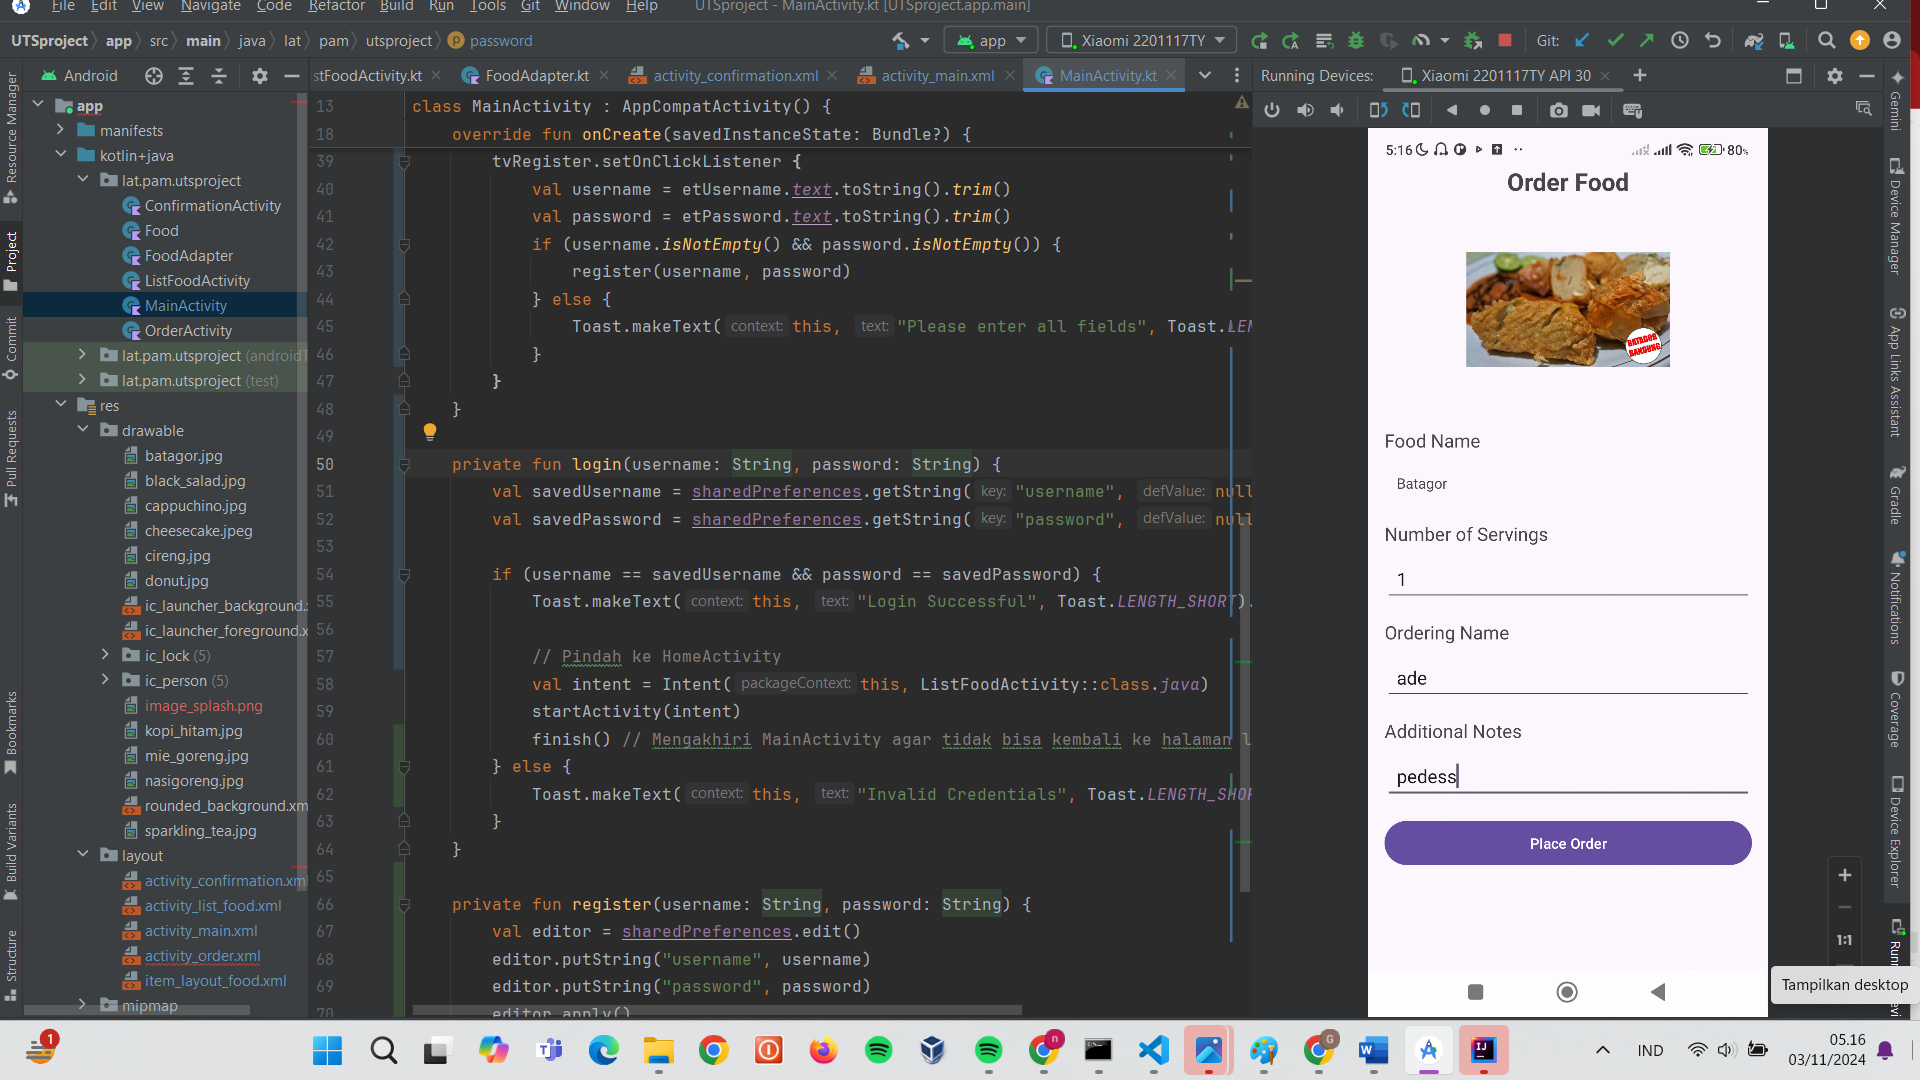 File Edit View Navigate Code Refactor Build Run Tools Git Window Help UTSproject - MainActivity.kt [UTSproject.app.main]
UTSproject app src main java lat pam utsproject password app Xiaomi 2201117TY Git:
Android stFoodActivity.kt FoodAdapter.kt activity_confirmation.xml activity_main.xml MainActivity.kt Running Devices: Xiaomi 2201117TY API 30
Resource Manager
Project
Commit
Pull Requests
Bookmarks
Build Variants
Structure
app
manifests
kotlin+java
lat.pam.utsproject
ConfirmationActivity
Food
FoodAdapter
ListFoodActivity
MainActivity
OrderActivity
lat.pam.utsproject (androidT
lat.pam.utsproject (test)
res
drawable
batagor.jpg
black_salad.jpg
cappuchino.jpg
cheesecake.jpeg
cireng.jpg
donut.jpg
ic_launcher_background.x
ic_launcher_foreground.x
ic_lock (5)
ic_person (5)
image_splash.png
kopi_hitam.jpg
mie_goreng.jpg
nasigoreng.jpg
rounded_background.xm
sparkling_tea.jpg
layout
activity_confirmation.xml
activity_list_food.xml
activity_main.xml
activity_order.xml
item_layout_food.xml
mipmap
13 class MainActivity : AppCompatActivity() {
18 override fun onCreate(savedInstanceState: Bundle?) {
39 tvRegister.setOnClickListener {
40 val username = etUsername.text.toString().trim()
41 val password = etPassword.text.toString().trim()
42 if (username.isNotEmpty() && password.isNotEmpty()) {
43 register(username, password)
44 } else {
45 Toast.makeText( context: this, text: "Please enter all fields", Toast.LEN
46 }
47 }
48 }
49
50 private fun login(username: String, password: String) {
51 val savedUsername = sharedPreferences.getString( key: "username", defValue: null
52 val savedPassword = sharedPreferences.getString( key: "password", defValue: null
53
54 if (username == savedUsername && password == savedPassword) {
55 Toast.makeText( context: this, text: "Login Successful", Toast.LENGTH_SHORT).
56
57 // Pindah ke HomeActivity
58 val intent = Intent( packageContext: this, ListFoodActivity::class.java)
59 startActivity(intent)
60 finish() // Mengakhiri MainActivity agar tidak bisa kembali ke halaman l
61 } else {
62 Toast.makeText( context: this, text: "Invalid Credentials", Toast.LENGTH_SHOR
63 }
64 }
65
66 private fun register(username: String, password: String) {
67 val editor = sharedPreferences.edit()
68 editor.putString("username", username)
69 editor.putString("password", password)
70 editor.apply()
5:16 80%
Order Food
BATAGOR
BANDUNG
Food Name
Batagor
Number of Servings
1
Ordering Name
ade
Additional Notes
pedess
Place Order
1:1
Tampilkan desktop
Gemini
Device Manager
App Links Assistant
Gradle
Notifications
Coverage
Device Explorer
1 IND 05.16
03/11/2024